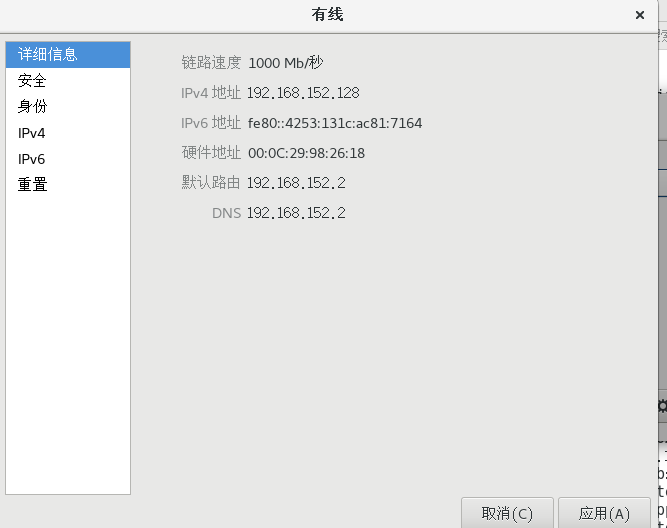 有线
详细信息
安全
身份
IPv4
IPv6
重置
链路速度 1000 Mb/秒
IPv4 地址 192.168.152.128
IPv6 地址 fe80::4253:131c:ac81:7164
硬件地址 00:0C:29:98:26:18
默认路由 192.168.152.2
DNS 192.168.152.2
取消(C)
应用(A)